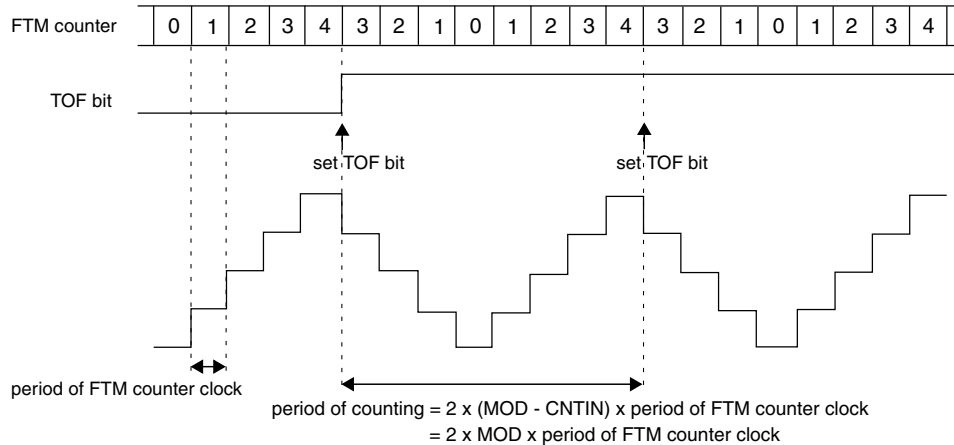 FTM counter 0 1 2 3 4 3 2 1 0 1 2 3 4 3 2 1 0 1 2 3 4
TOF bit
set TOF bit set TOF bit
period of FTM counter clock
period of counting = 2 x (MOD - CNTIN) x period of FTM counter clock
= 2 x MOD x period of FTM counter clock